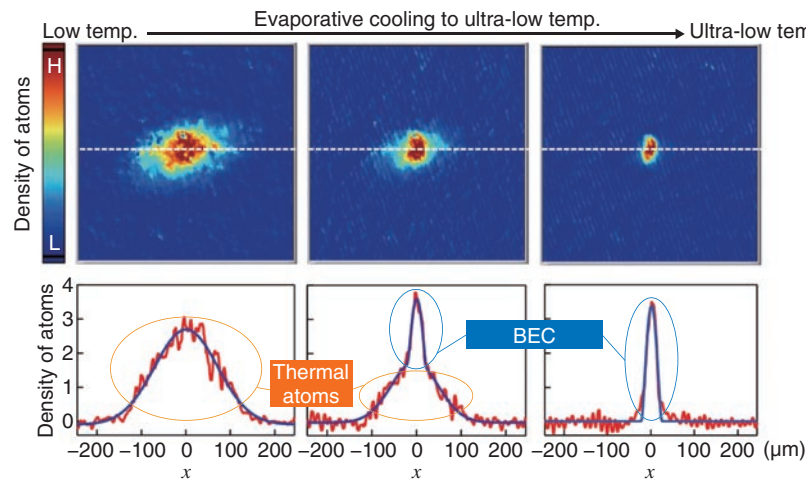 Evaporative cooling to ultra-low temp.
Low temp.
Ultra-low tem
Density of atoms
H
L
Density of atoms
4
3
2
1
0
Thermal
atoms
BEC
−200 −100 0 100 200
−200 −100 0 100 200
−200 −100 0 100 200 (μm)
x
x
x